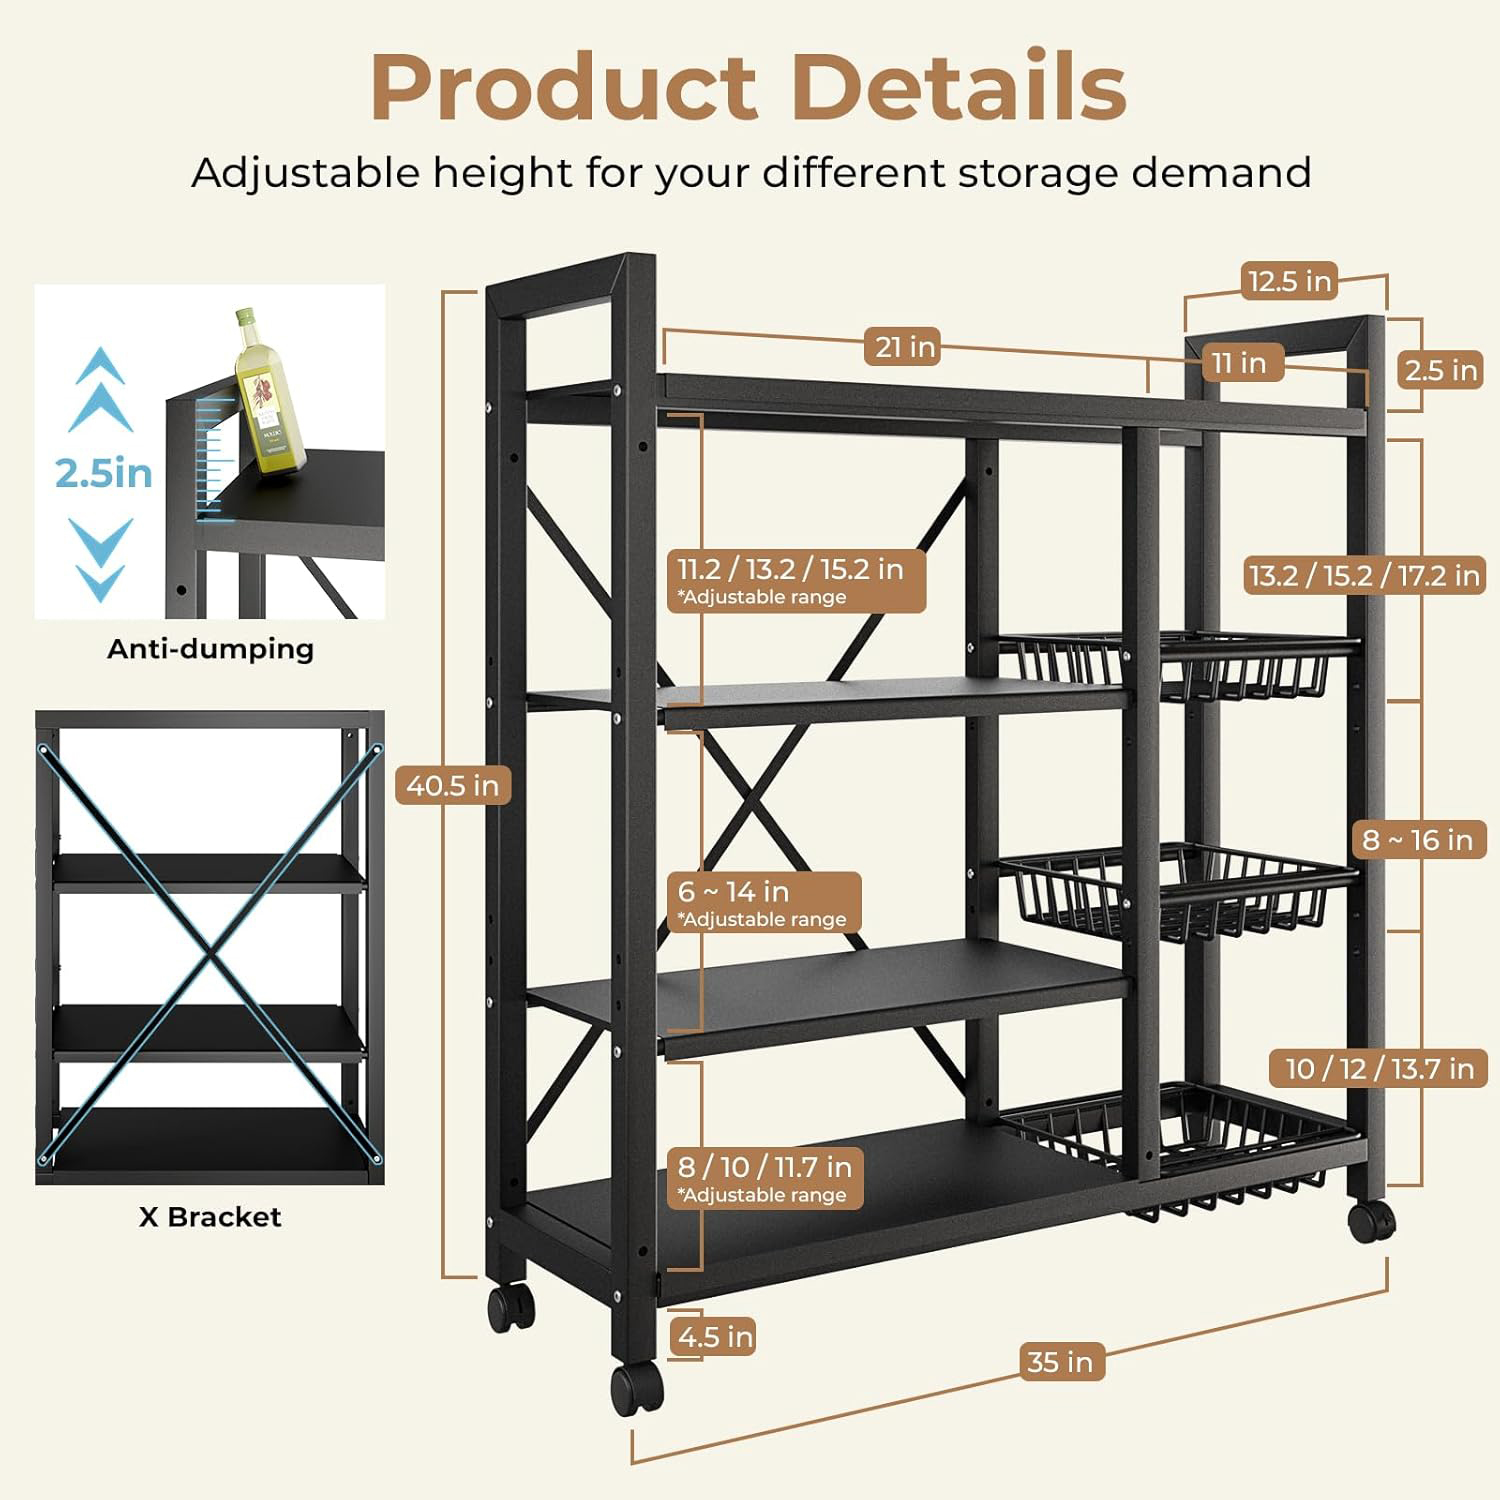 Product Details
Adjustable height for your different storage demand
2.5in
Anti-dumping
X Bracket
12.5 in
21 in
11 in
2.5 in
11.2 / 13.2 / 15.2 in
*Adjustable range
13.2 / 15.2 / 17.2 in
40.5 in
8 ~ 16 in
6 ~ 14 in
*Adjustable range
10 / 12 / 13.7 in
8 / 10 / 11.7 in
*Adjustable range
4.5 in
35 in